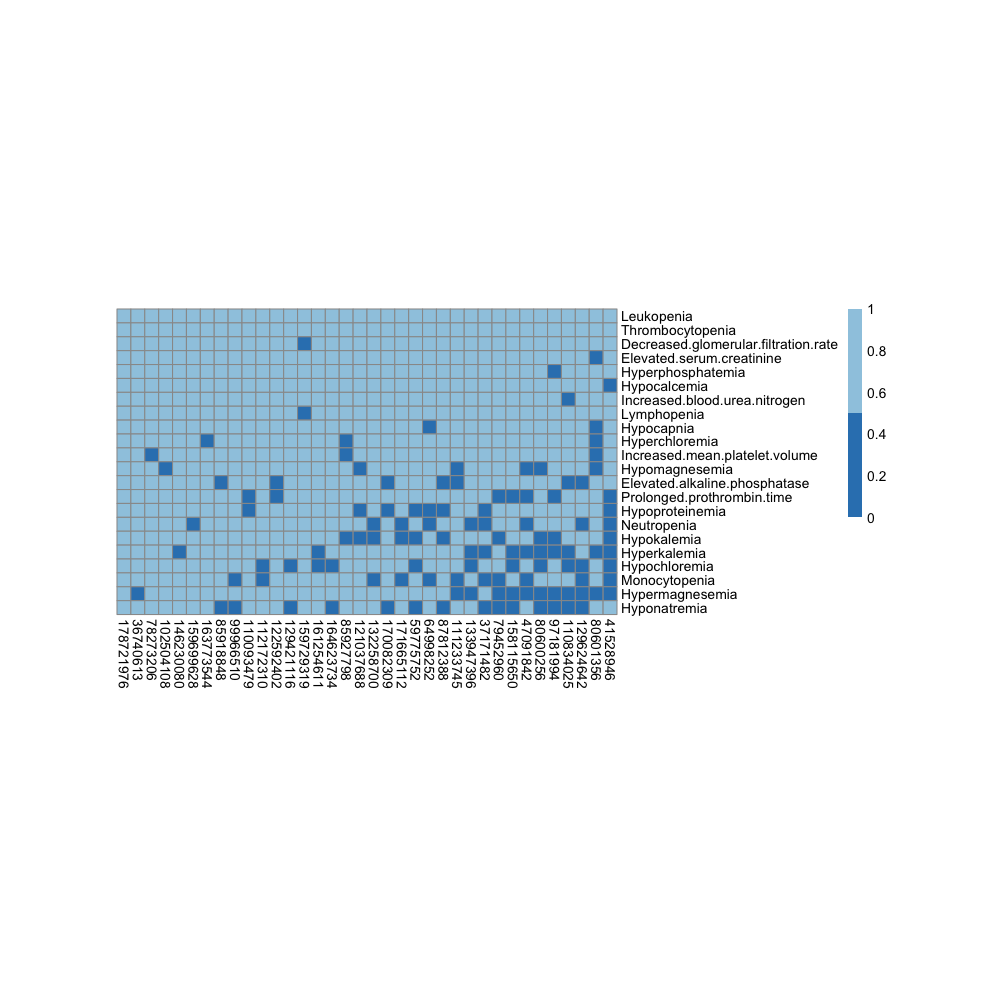 Leukopenia
Thrombocytopenia
Decreased.glomerular.filtration.rate
Elevated.serum.creatinine
Hyperphosphatemia
Hypocalcemia
Increased.blood.urea.nitrogen
Lymphopenia
Hypocapnia
Hyperchloremia
Increased.mean.platelet.volume
Hypomagnesemia
Elevated.alkaline.phosphatase
Prolonged.prothrombin.time
Hypoproteinemia
Neutropenia
Hypokalemia
Hyperkalemia
Hypochloremia
Monocytopenia
Hypermagnesemia
Hyponatremia
1
0.8
0.6
0.4
0.2
0
178721976
36740613
78273206
102504108
146230080
159699628
163773544
85918848
99966510
110093479
112172310
122592402
129421116
159729319
161254611
164623734
85927798
121037688
132258700
170082309
171665112
59775752
64998252
87812388
111233745
133947396
37171482
79452960
158115650
47091842
80600256
97181994
110834025
129624642
80601356
41528946